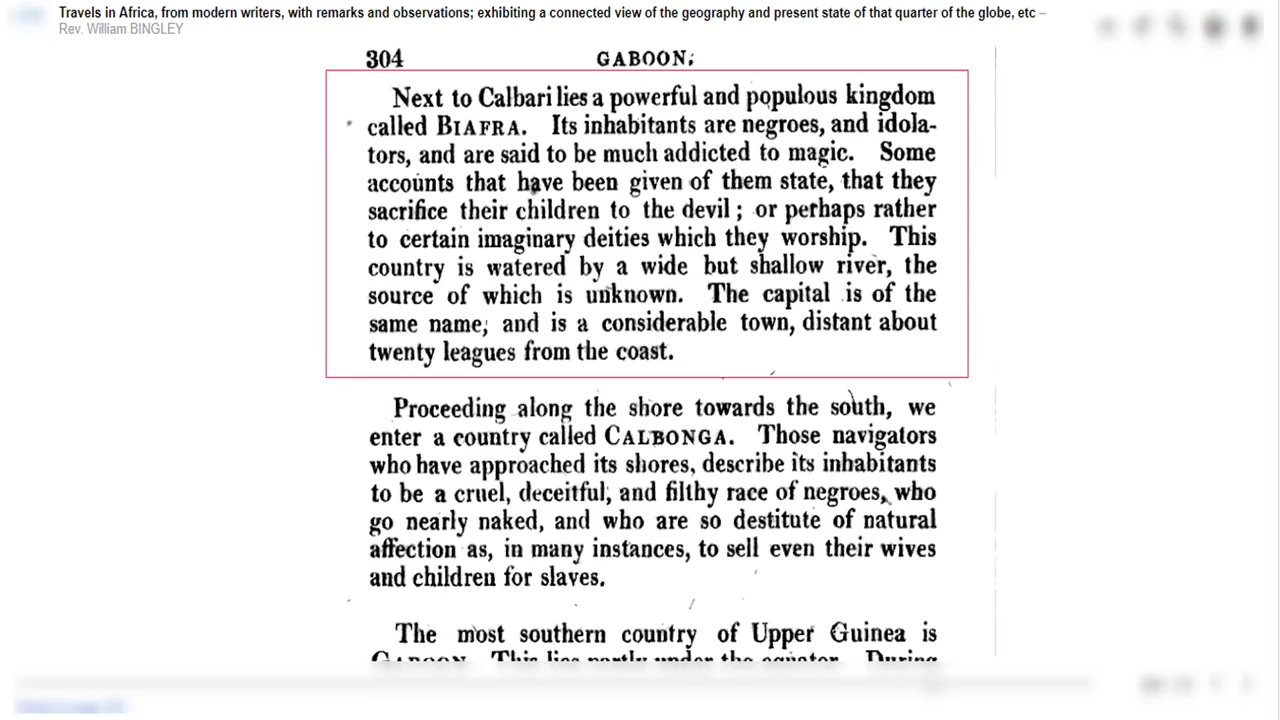 Travels in Africa, from modern writers, with remarks and observations; exhibiting a connected view of the geography and present state of that quarter of the globe, etc –
Rev. William BINGLEY
304 GABOON.
Next to Calbari lies a powerful and populous kingdom
called BIAFRA. Its inhabitants are negroes, and idola-
tors, and are said to be much addicted to magic. Some
accounts that have been given of them state, that they
sacrifice their children to the devil; or perhaps rather
to certain imaginary deities which they worship. This
country is watered by a wide but shallow river, the
source of which is unknown. The capital is of the
same name, and is a considerable town, distant about
twenty leagues from the coast.
Proceeding along the shore towards the south, we
enter a country called CALBONGA. Those navigators
who have approached its shores, describe its inhabitants
to be a cruel, deceitful, and filthy race of negroes, who
go nearly naked, and who are so destitute of natural
affection as, in many instances, to sell even their wives
and children for slaves.
The most southern country of Upper Guinea is
GABOON. This lies partly under the equator. During